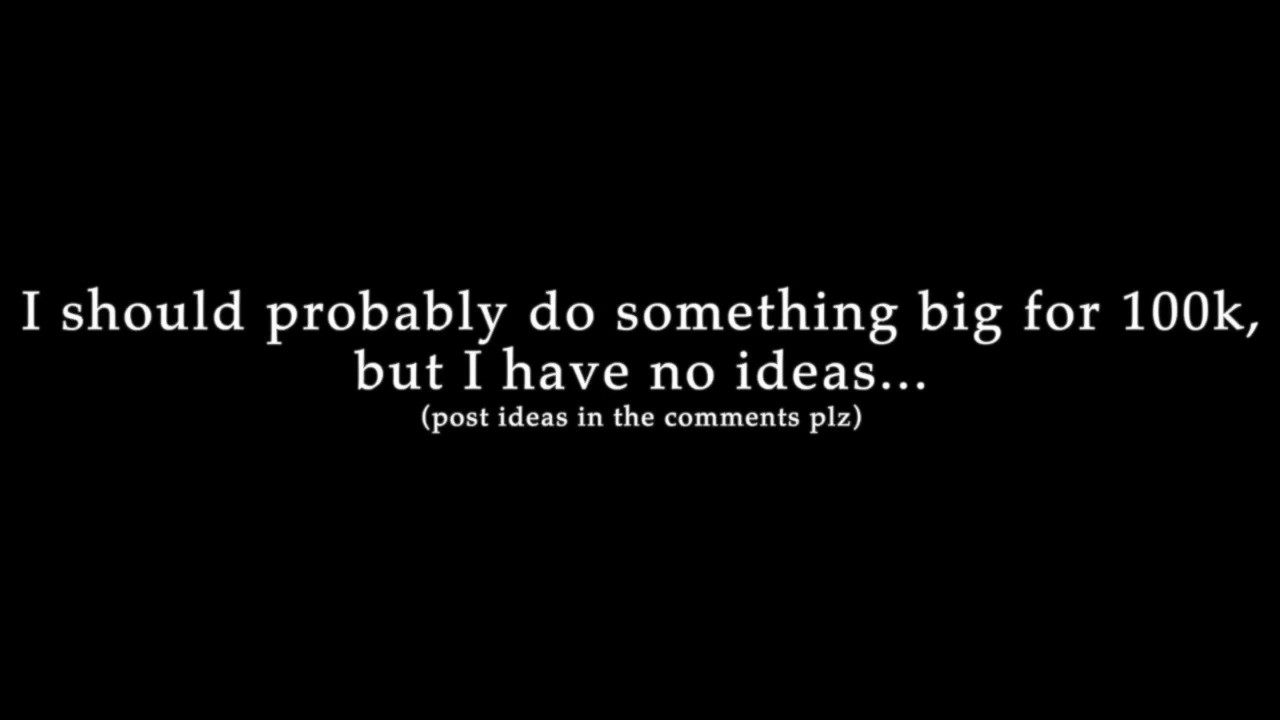 I should probably do something big for 100k,
but I have no ideas...
(post ideas in the comments plz)